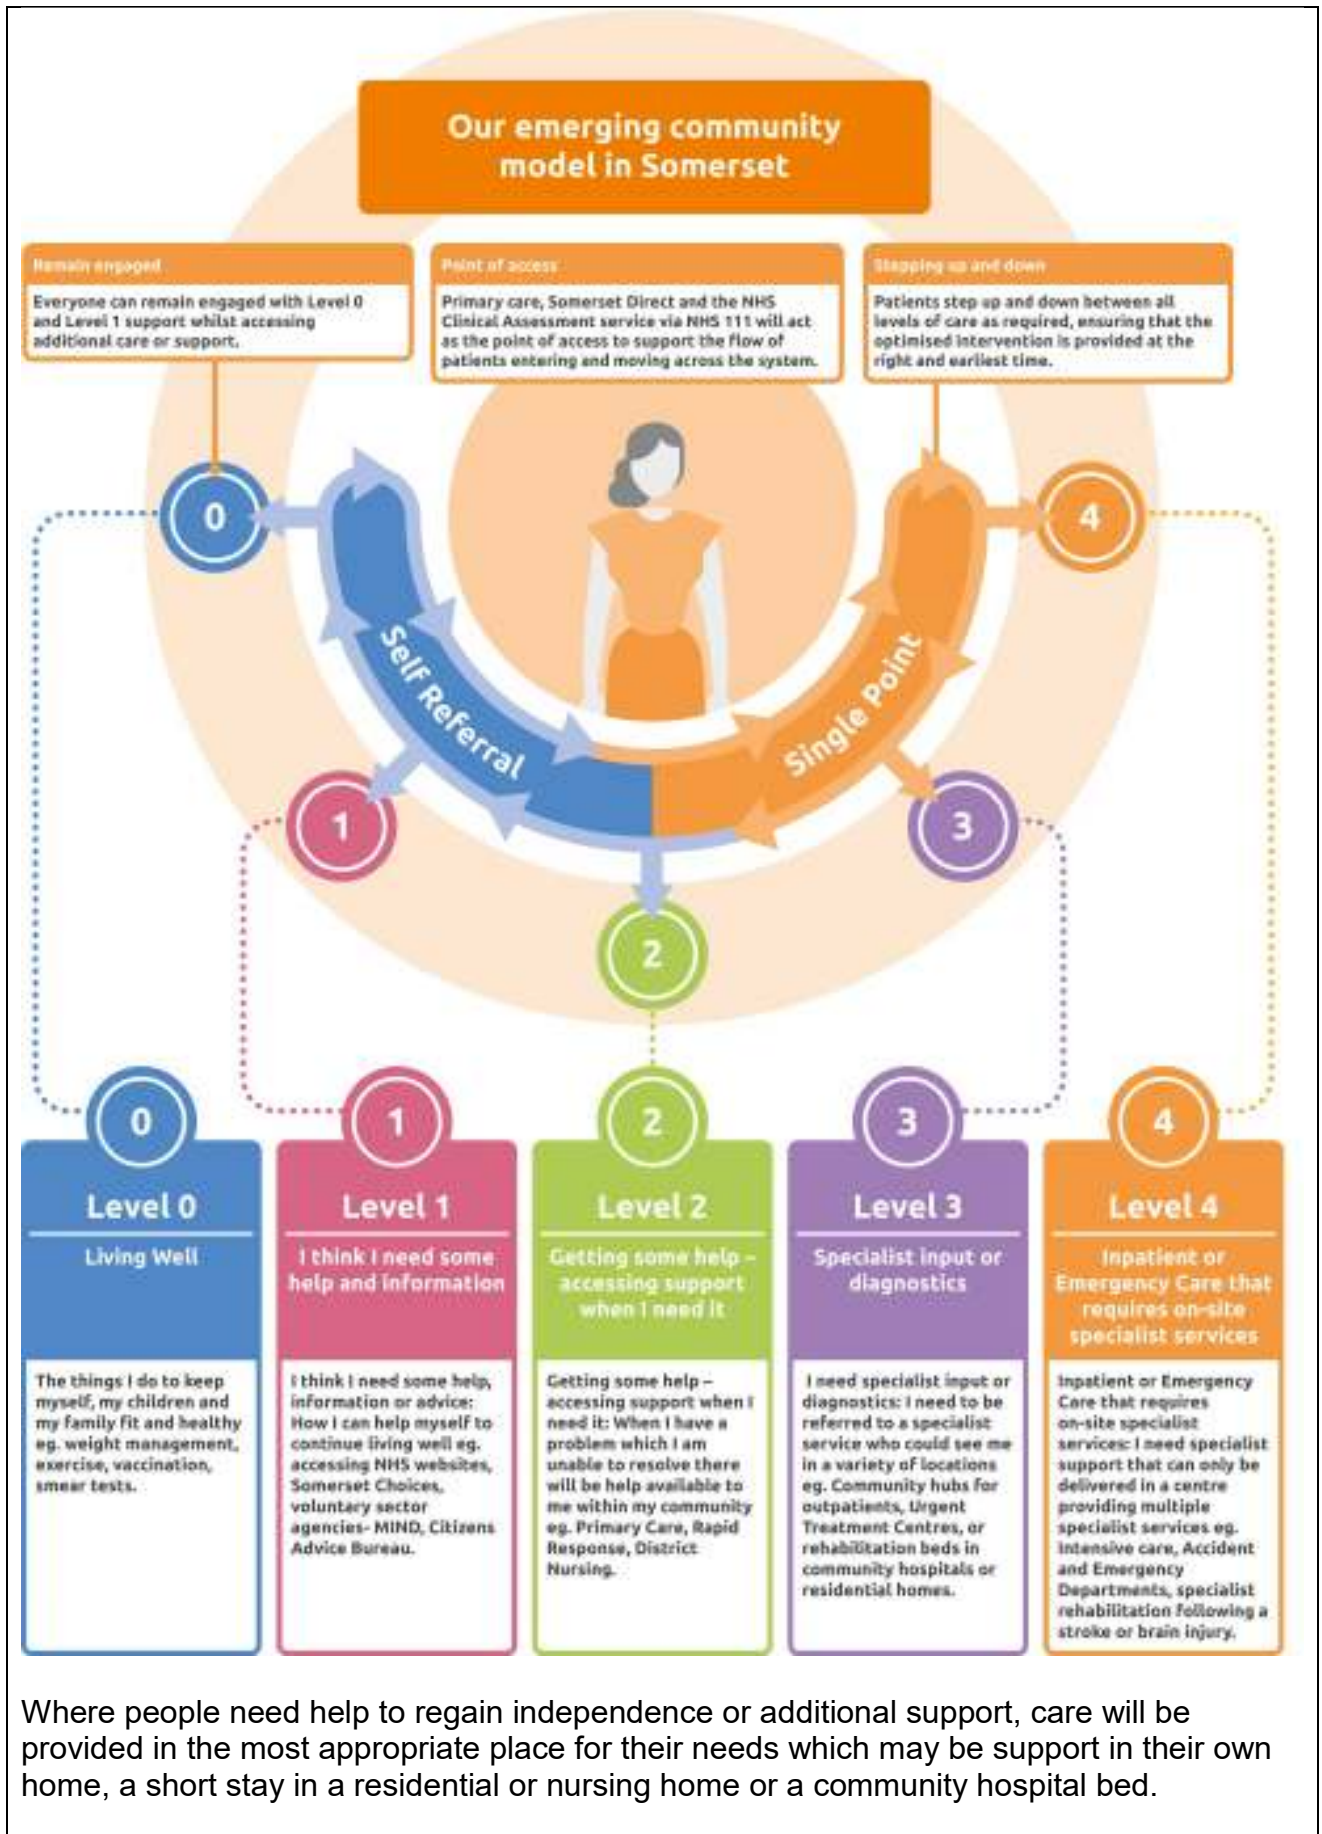 Our emerging community
model in Somerset
Remain engaged
Everyone can remain engaged with Level 0
and Level 1 support whilst accessing
additional care or support.
Point of access
Primary care, Somerset Direct and the NHS
Clinical Assessment service via NHS 111 will act
as the point of access to support the flow of
patients entering and moving across the system.
Stepping up and down
Patients step up and down between all
levels of care as required, ensuring that the
optimised intervention is provided at the
right and earliest time.
0
4
Self Referral
Single Point
1
3
2
0
Level 0
Living Well
The things I do to keep
myself, my children and
my family fit and healthy
eg. weight management,
exercise, vaccination,
smear tests.
1
Level 1
I think I need some
help and information
I think I need some help,
information or advice:
How I can help myself to
continue living well eg.
accessing NHS websites,
Somerset Choices,
voluntary sector
agencies- MIND, Citizens
Advice Bureau.
2
Level 2
Getting some help –
accessing support
when I need it
Getting some help –
accessing support when I
need it: When I have a
problem which I am
unable to resolve there
will be help available to
me within my community
eg. Primary Care, Rapid
Response, District
Nursing.
3
Level 3
Specialist input or
diagnostics
I need specialist input or
diagnostics: I need to be
referred to a specialist
service who could see me
in a variety of locations
eg. Community hubs for
outpatients, Urgent
Treatment Centres, or
rehabilitation beds in
community hospitals or
residential homes.
4
Level 4
Inpatient or
Emergency Care that
requires on-site
specialist services
Inpatient or Emergency
Care that requires
on-site specialist
services: I need specialist
support that can only be
delivered in a centre
providing multiple
specialist services eg.
Intensive care, Accident
and Emergency
Departments, specialist
rehabilitation following a
stroke or brain injury.
Where people need help to regain independence or additional support, care will be
provided in the most appropriate place for their needs which may be support in their own
home, a short stay in a residential or nursing home or a community hospital bed.